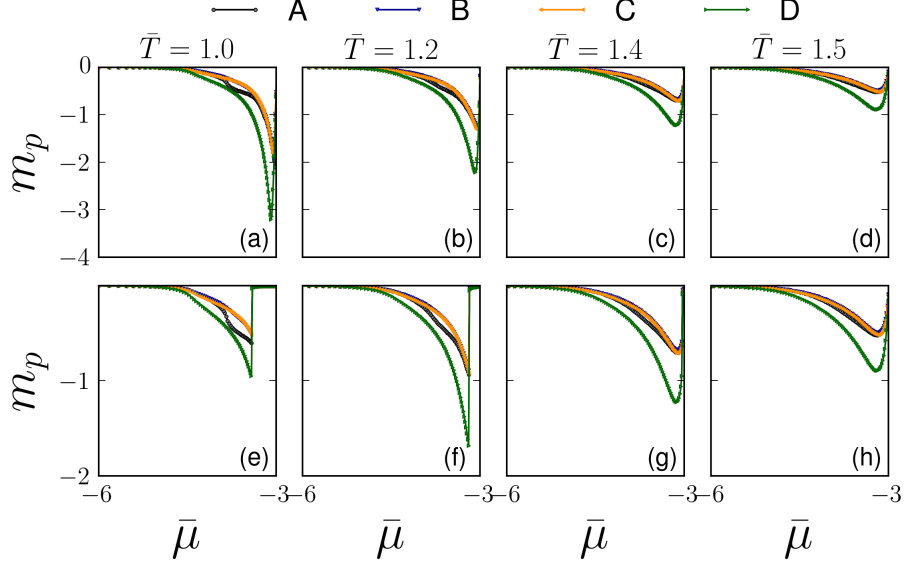 A B C D
T̄ = 1.0 T̄ = 1.2 T̄ = 1.4 T̄ = 1.5
0
−1
−2
−3
−4
m_p
(a) (b) (c) (d)
−1
−2
m_p
(e) (f) (g) (h)
−6 −3 −6 −3 −6 −3 −6 −3
μ̄ μ̄ μ̄ μ̄